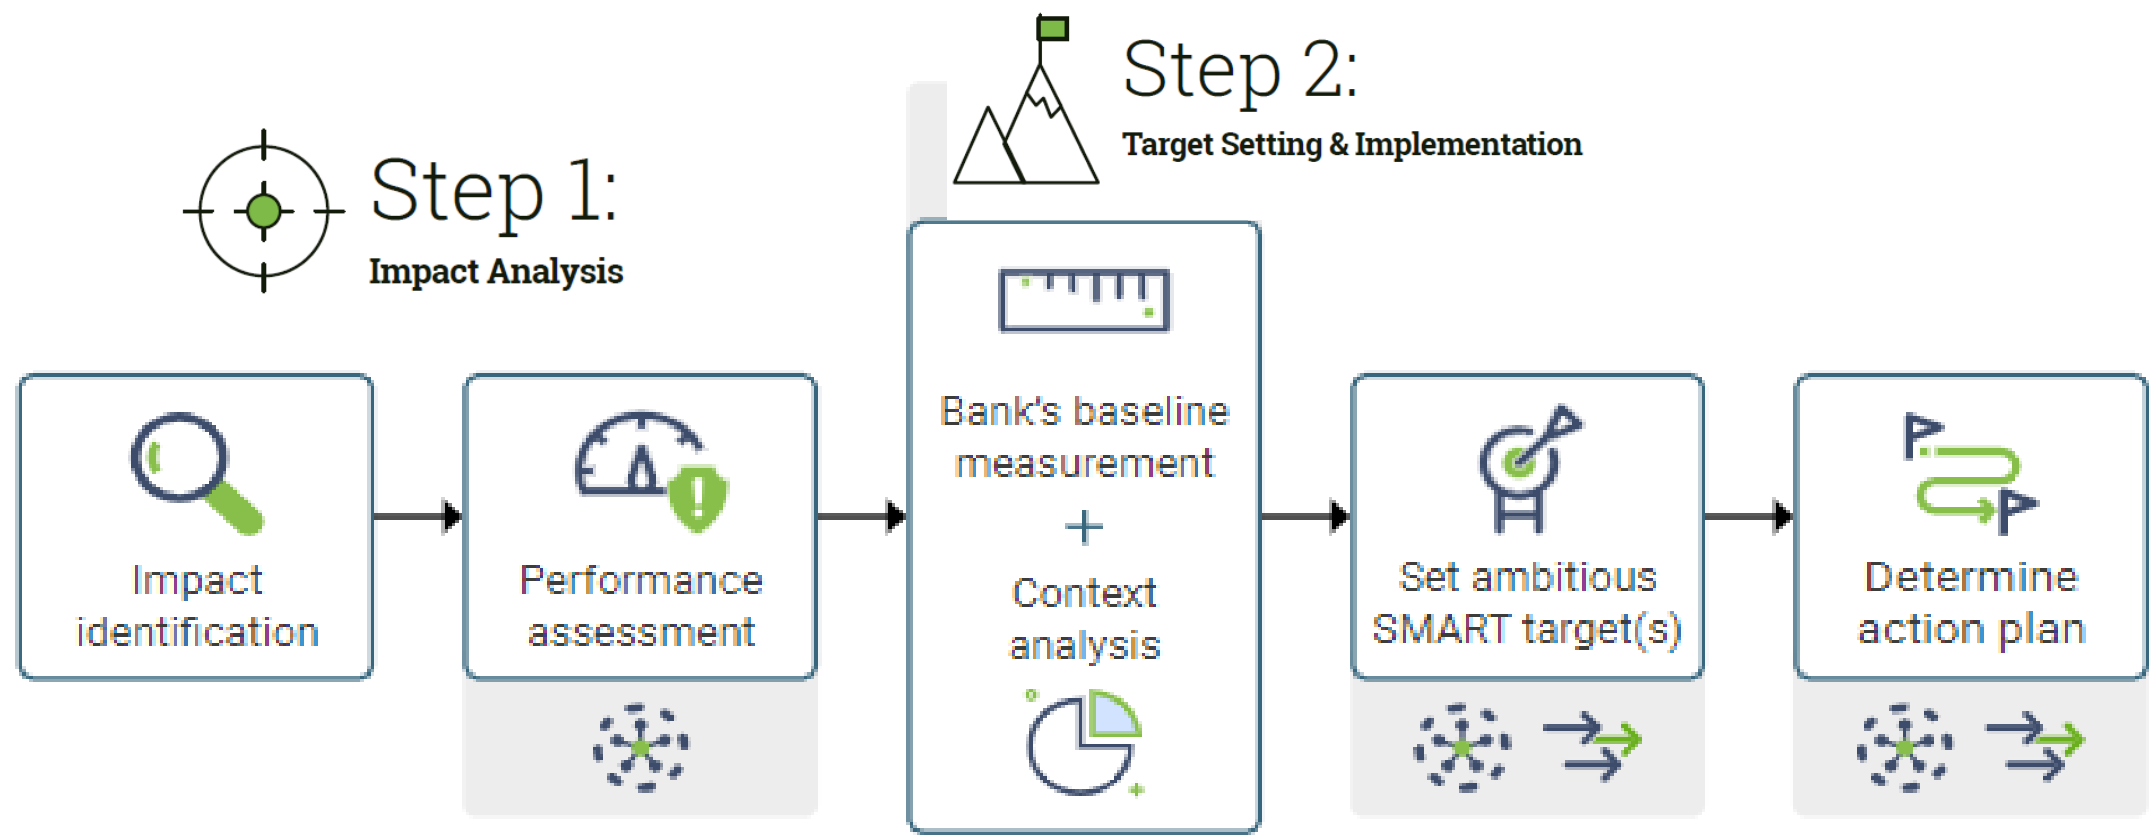 Step 1:
Impact Analysis
Step 2:
Target Setting & Implementation
Impact
identification
Performance
assessment
Bank's baseline
measurement
+
Context
analysis
Set ambitious
SMART target(s)
Determine
action plan